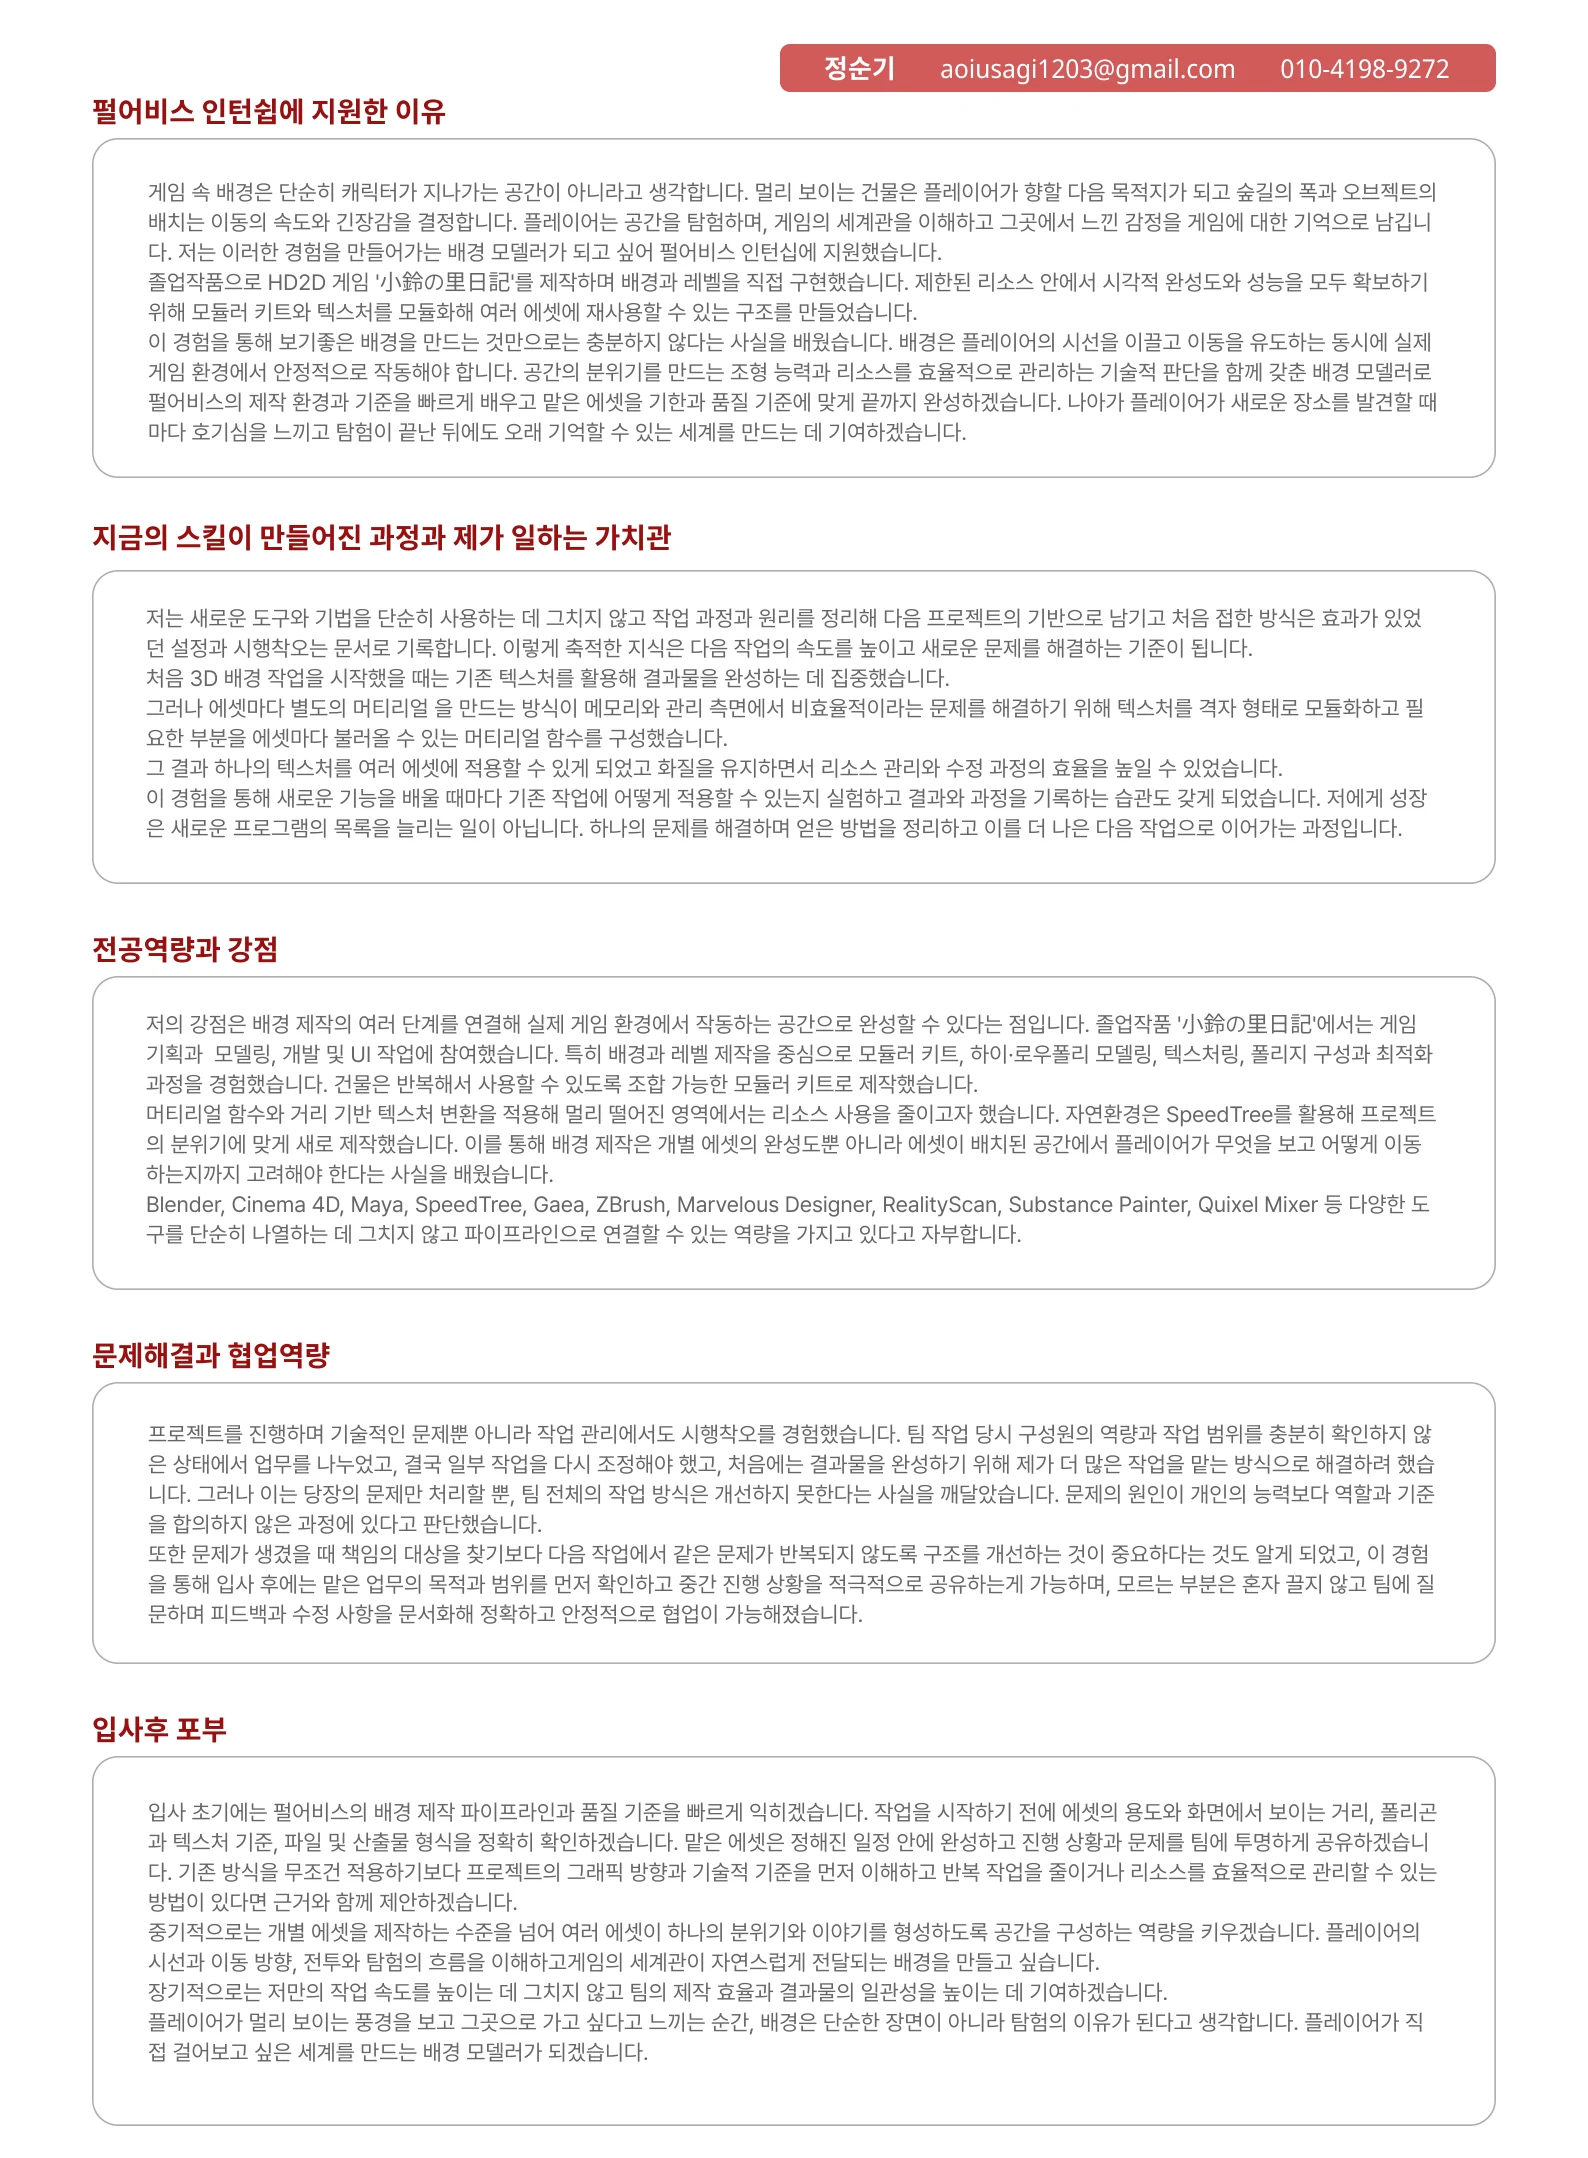 정순기 aoiusagi1203@gmail.com 010-4198-9272
펄어비스 인턴쉽에 지원한 이유
게임 속 배경은 단순히 캐릭터가 지나가는 공간이 아니라고 생각합니다. 멀리 보이는 건물은 플레이어가 향할 다음 목적지가 되고 숲길의 폭과 오브젝트의
배치는 이동의 속도와 긴장감을 결정합니다. 플레이어는 공간을 탐험하며, 게임의 세계관을 이해하고 그곳에서 느낀 감정을 게임에 대한 기억으로 남깁니
다. 저는 이러한 경험을 만들어가는 배경 모델러가 되고 싶어 펄어비스 인턴십에 지원했습니다.
졸업작품으로 HD2D 게임 '小鈴の里日記'를 제작하며 배경과 레벨을 직접 구현했습니다. 제한된 리소스 안에서 시각적 완성도와 성능을 모두 확보하기
위해 모듈러 키트와 텍스처를 모듈화해 여러 에셋에 재사용할 수 있는 구조를 만들었습니다.
이 경험을 통해 보기좋은 배경을 만드는 것만으로는 충분하지 않다는 사실을 배웠습니다. 배경은 플레이어의 시선을 이끌고 이동을 유도하는 동시에 실제
게임 환경에서 안정적으로 작동해야 합니다. 공간의 분위기를 만드는 조형 능력과 리소스를 효율적으로 관리하는 기술적 판단을 함께 갖춘 배경 모델러로
펄어비스의 제작 환경과 기준을 빠르게 배우고 맡은 에셋을 기한과 품질 기준에 맞게 끝까지 완성하겠습니다. 나아가 플레이어가 새로운 장소를 발견할 때
마다 호기심을 느끼고 탐험이 끝난 뒤에도 오래 기억할 수 있는 세계를 만드는 데 기여하겠습니다.
지금의 스킬이 만들어진 과정과 제가 일하는 가치관
저는 새로운 도구와 기법을 단순히 사용하는 데 그치지 않고 작업 과정과 원리를 정리해 다음 프로젝트의 기반으로 남기고 처음 접한 방식은 효과가 있었
던 설정과 시행착오는 문서로 기록합니다. 이렇게 축적한 지식은 다음 작업의 속도를 높이고 새로운 문제를 해결하는 기준이 됩니다.
처음 3D 배경 작업을 시작했을 때는 기존 텍스처를 활용해 결과물을 완성하는 데 집중했습니다.
그러나 에셋마다 별도의 머티리얼 을 만드는 방식이 메모리와 관리 측면에서 비효율적이라는 문제를 해결하기 위해 텍스처를 격자 형태로 모듈화하고 필
요한 부분을 에셋마다 불러올 수 있는 머티리얼 함수를 구성했습니다.
그 결과 하나의 텍스처를 여러 에셋에 적용할 수 있게 되었고 화질을 유지하면서 리소스 관리와 수정 과정의 효율을 높일 수 있었습니다.
이 경험을 통해 새로운 기능을 배울 때마다 기존 작업에 어떻게 적용할 수 있는지 실험하고 결과와 과정을 기록하는 습관도 갖게 되었습니다. 저에게 성장
은 새로운 프로그램의 목록을 늘리는 일이 아닙니다. 하나의 문제를 해결하며 얻은 방법을 정리하고 이를 더 나은 다음 작업으로 이어가는 과정입니다.
전공역량과 강점
저의 강점은 배경 제작의 여러 단계를 연결해 실제 게임 환경에서 작동하는 공간으로 완성할 수 있다는 점입니다. 졸업작품 '小鈴の里日記'에서는 게임
기획과  모델링, 개발 및 UI 작업에 참여했습니다. 특히 배경과 레벨 제작을 중심으로 모듈러 키트, 하이·로우폴리 모델링, 텍스처링, 폴리지 구성과 최적화
과정을 경험했습니다. 건물은 반복해서 사용할 수 있도록 조합 가능한 모듈러 키트로 제작했습니다.
머티리얼 함수와 거리 기반 텍스처 변환을 적용해 멀리 떨어진 영역에서는 리소스 사용을 줄이고자 했습니다. 자연환경은 SpeedTree를 활용해 프로젝트
의 분위기에 맞게 새로 제작했습니다. 이를 통해 배경 제작은 개별 에셋의 완성도뿐 아니라 에셋이 배치된 공간에서 플레이어가 무엇을 보고 어떻게 이동
하는지까지 고려해야 한다는 사실을 배웠습니다.
Blender, Cinema 4D, Maya, SpeedTree, Gaea, ZBrush, Marvelous Designer, RealityScan, Substance Painter, Quixel Mixer 등 다양한 도
구를 단순히 나열하는 데 그치지 않고 파이프라인으로 연결할 수 있는 역량을 가지고 있다고 자부합니다.
문제해결과 협업역량
프로젝트를 진행하며 기술적인 문제뿐 아니라 작업 관리에서도 시행착오를 경험했습니다. 팀 작업 당시 구성원의 역량과 작업 범위를 충분히 확인하지 않
은 상태에서 업무를 나누었고, 결국 일부 작업을 다시 조정해야 했고, 처음에는 결과물을 완성하기 위해 제가 더 많은 작업을 맡는 방식으로 해결하려 했습
니다. 그러나 이는 당장의 문제만 처리할 뿐, 팀 전체의 작업 방식은 개선하지 못한다는 사실을 깨달았습니다. 문제의 원인이 개인의 능력보다 역할과 기준
을 합의하지 않은 과정에 있다고 판단했습니다.
또한 문제가 생겼을 때 책임의 대상을 찾기보다 다음 작업에서 같은 문제가 반복되지 않도록 구조를 개선하는 것이 중요하다는 것도 알게 되었고, 이 경험
을 통해 입사 후에는 맡은 업무의 목적과 범위를 먼저 확인하고 중간 진행 상황을 적극적으로 공유하는게 가능하며, 모르는 부분은 혼자 끌지 않고 팀에 질
문하며 피드백과 수정 사항을 문서화해 정확하고 안정적으로 협업이 가능해졌습니다.
입사후 포부
입사 초기에는 펄어비스의 배경 제작 파이프라인과 품질 기준을 빠르게 익히겠습니다. 작업을 시작하기 전에 에셋의 용도와 화면에서 보이는 거리, 폴리곤
과 텍스처 기준, 파일 및 산출물 형식을 정확히 확인하겠습니다. 맡은 에셋은 정해진 일정 안에 완성하고 진행 상황과 문제를 팀에 투명하게 공유하겠습니
다. 기존 방식을 무조건 적용하기보다 프로젝트의 그래픽 방향과 기술적 기준을 먼저 이해하고 반복 작업을 줄이거나 리소스를 효율적으로 관리할 수 있는
방법이 있다면 근거와 함께 제안하겠습니다.
중기적으로는 개별 에셋을 제작하는 수준을 넘어 여러 에셋이 하나의 분위기와 이야기를 형성하도록 공간을 구성하는 역량을 키우겠습니다. 플레이어의
시선과 이동 방향, 전투와 탐험의 흐름을 이해하고게임의 세계관이 자연스럽게 전달되는 배경을 만들고 싶습니다.
장기적으로는 저만의 작업 속도를 높이는 데 그치지 않고 팀의 제작 효율과 결과물의 일관성을 높이는 데 기여하겠습니다.
플레이어가 멀리 보이는 풍경을 보고 그곳으로 가고 싶다고 느끼는 순간, 배경은 단순한 장면이 아니라 탐험의 이유가 된다고 생각합니다. 플레이어가 직
접 걸어보고 싶은 세계를 만드는 배경 모델러가 되겠습니다.